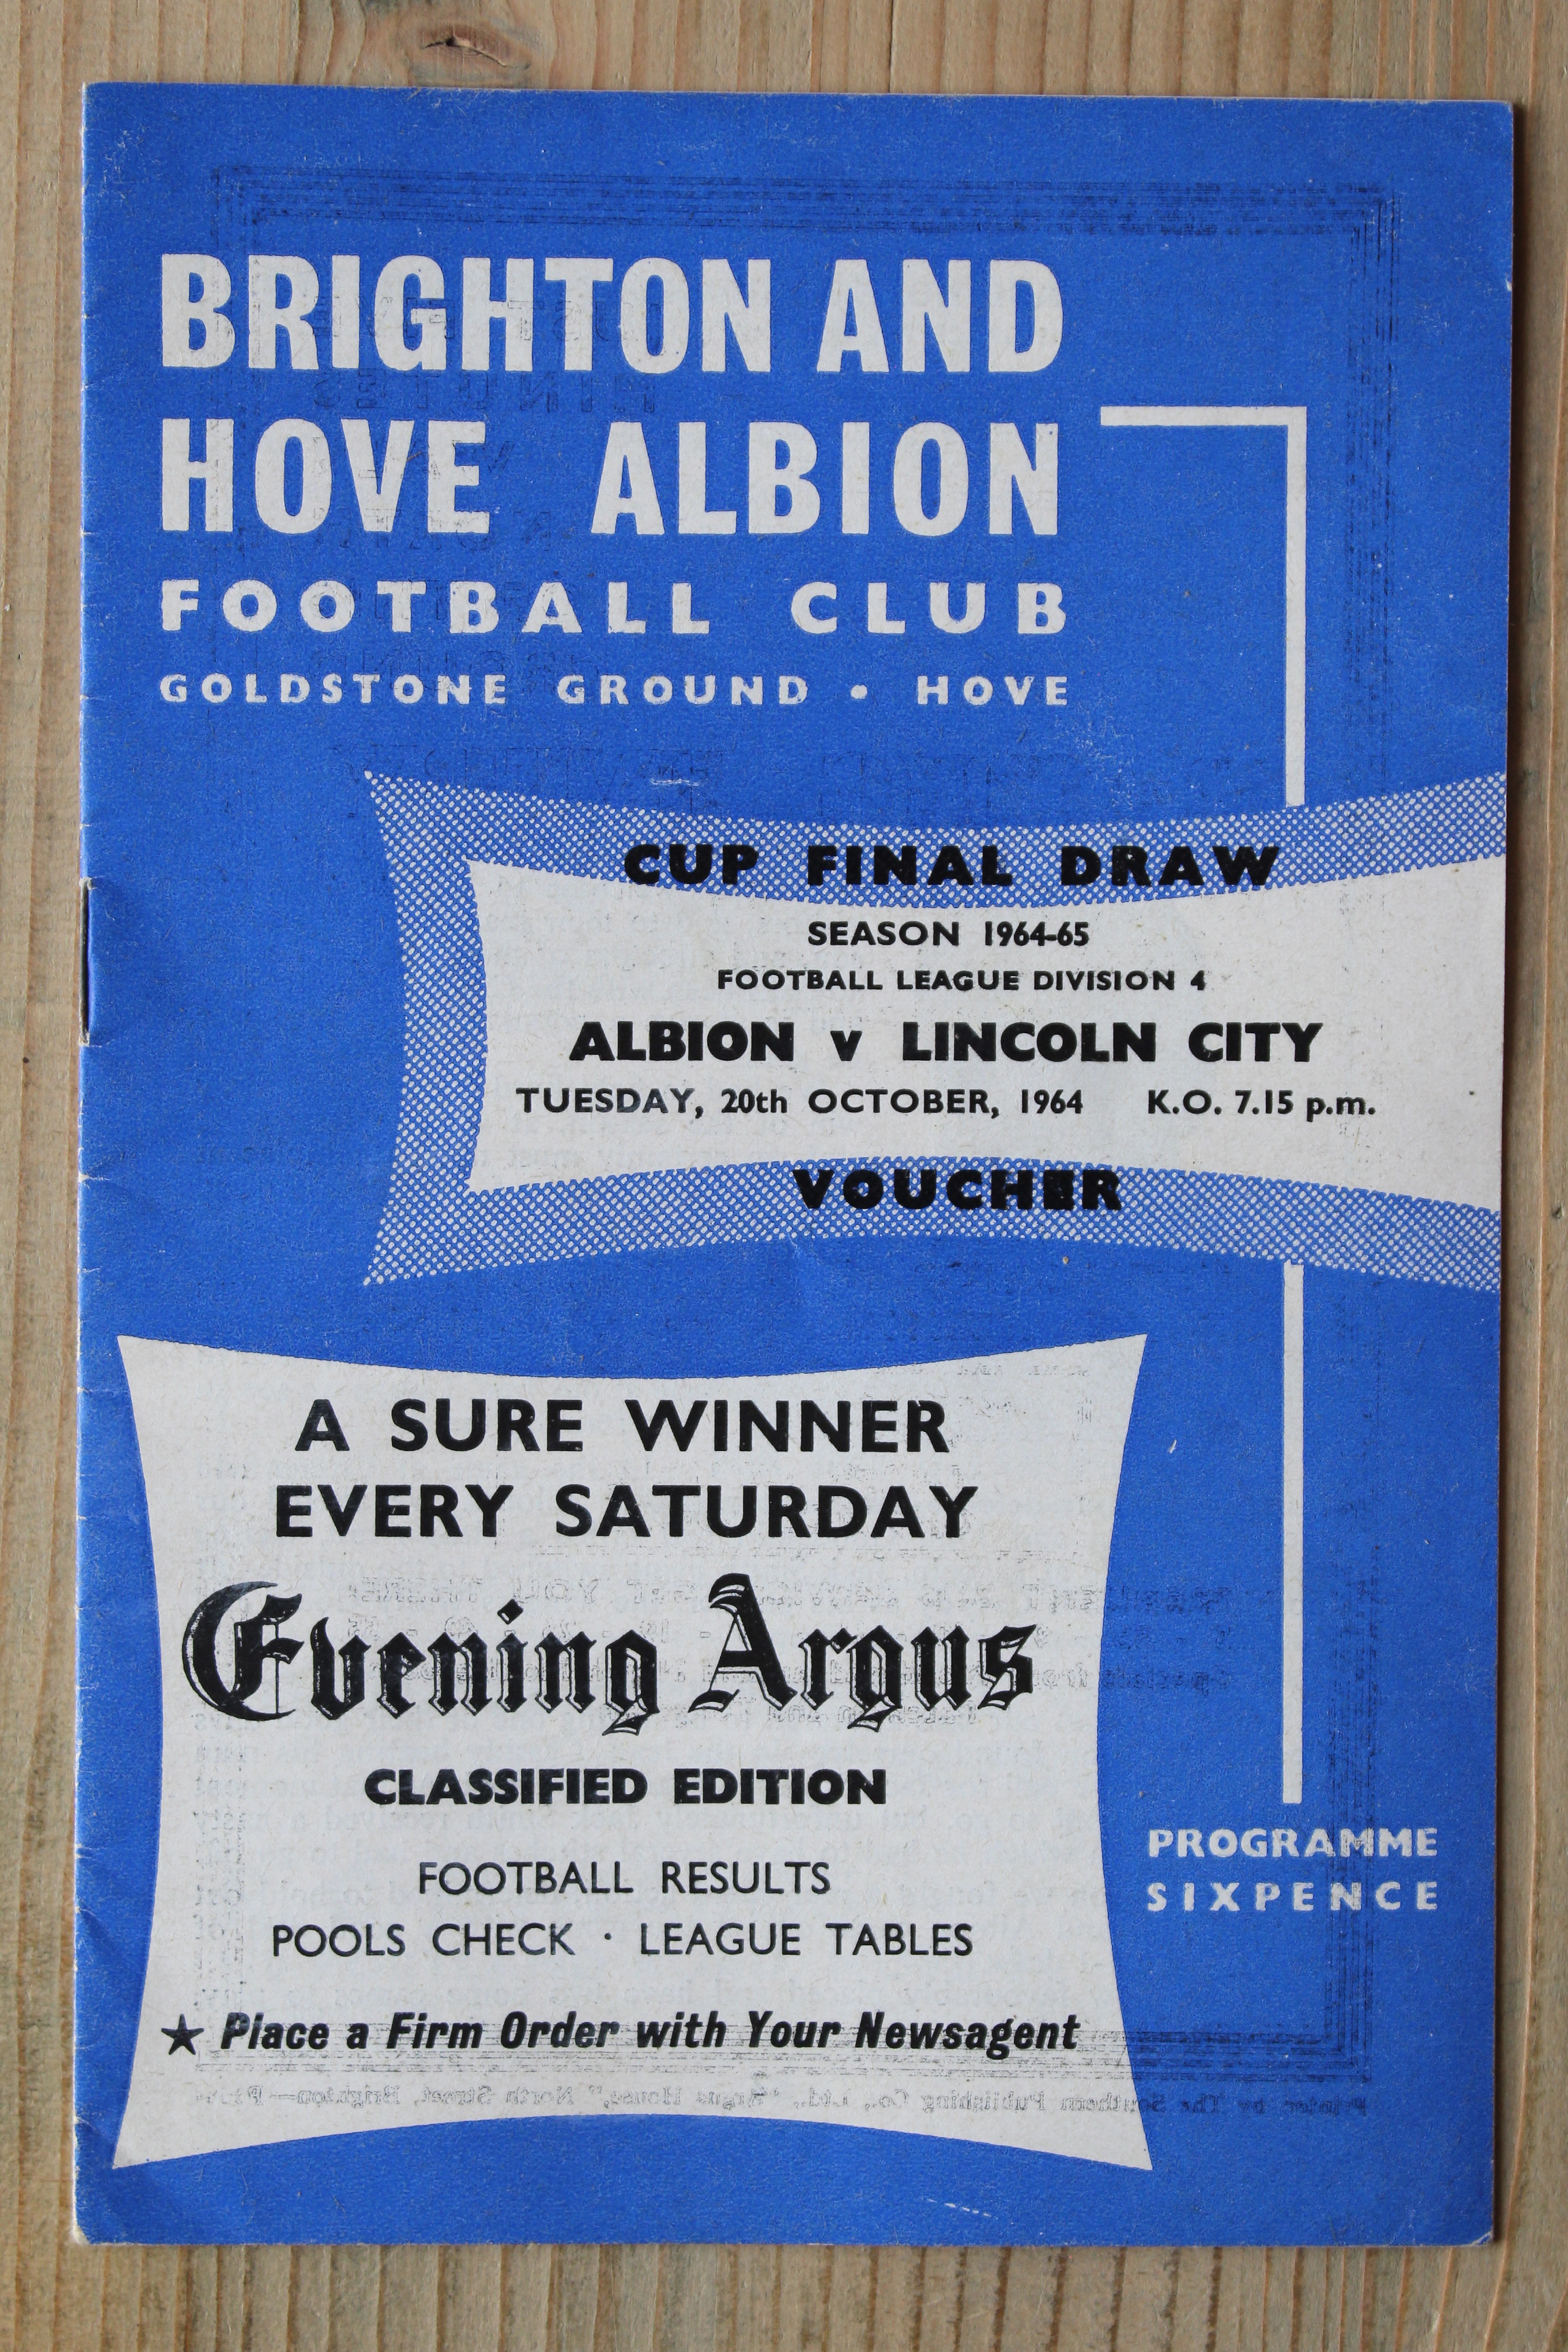 BRIGHTON AND
HOVE ALBION
FOOTBALL CLUB
GOLDSTONE GROUND • HOVE
CUP FINAL DRAW
SEASON 1964-65
FOOTBALL LEAGUE DIVISION 4
ALBION v LINCOLN CITY
TUESDAY, 20th OCTOBER, 1964 K.O. 7.15 p.m.
VOUCHER
A SURE WINNER
EVERY SATURDAY
Evening Argus
CLASSIFIED EDITION
FOOTBALL RESULTS
POOLS CHECK · LEAGUE TABLES
★ Place a Firm Order with Your Newsagent
PROGRAMME
SIXPENCE